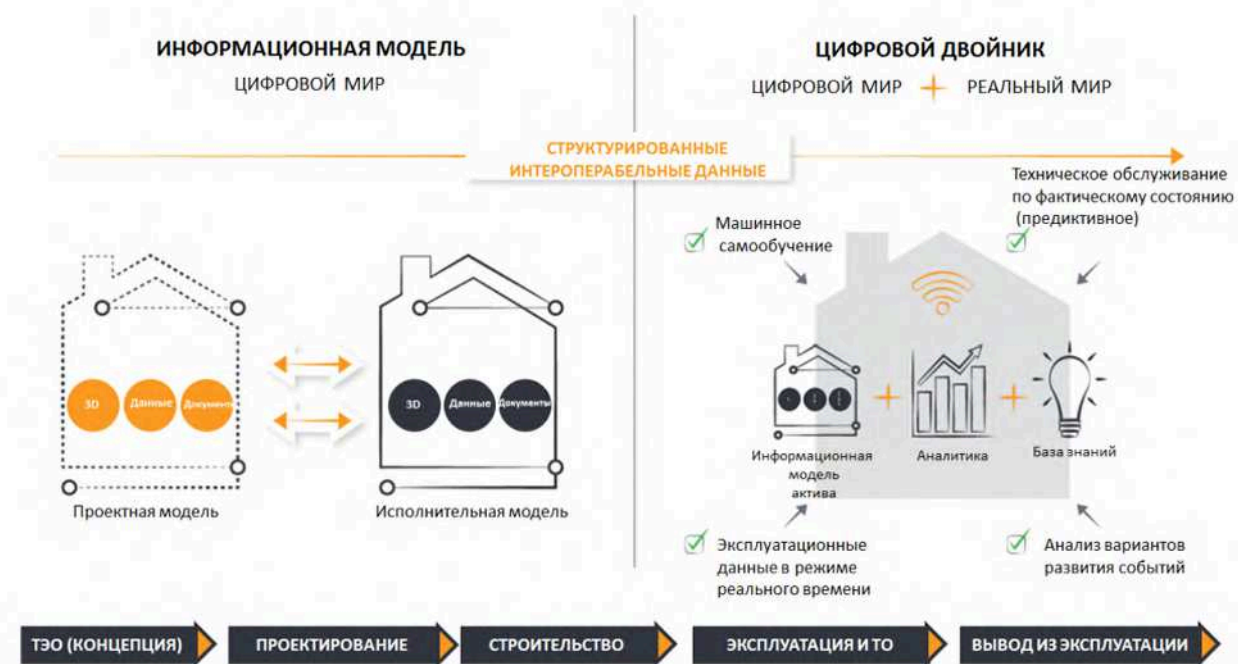 ИНФОРМАЦИОННАЯ МОДЕЛЬ
ЦИФРОВОЙ МИР
ЦИФРОВОЙ ДВОЙНИК
ЦИФРОВОЙ МИР + РЕАЛЬНЫЙ МИР
СТРУКТУРИРОВАННЫЕ
ИНТЕРОПЕРАБЕЛЬНЫЕ ДАННЫЕ
3D
Данные
Документы
Проектная модель
3D
Данные
Документы
Исполнительная модель
Машинное
самообучение
Техническое обслуживание
по фактическому состоянию
(предиктивное)
Информационная
модель
актива
+
Аналитика
+
База знаний
Эксплуатационные
данные в режиме
реального времени
Анализ вариантов
развития событий
ТЭО (КОНЦЕПЦИЯ)
ПРОЕКТИРОВАНИЕ
СТРОИТЕЛЬСТВО
ЭКСПЛУАТАЦИЯ И ТО
ВЫВОД ИЗ ЭКСПЛУАТАЦИИ